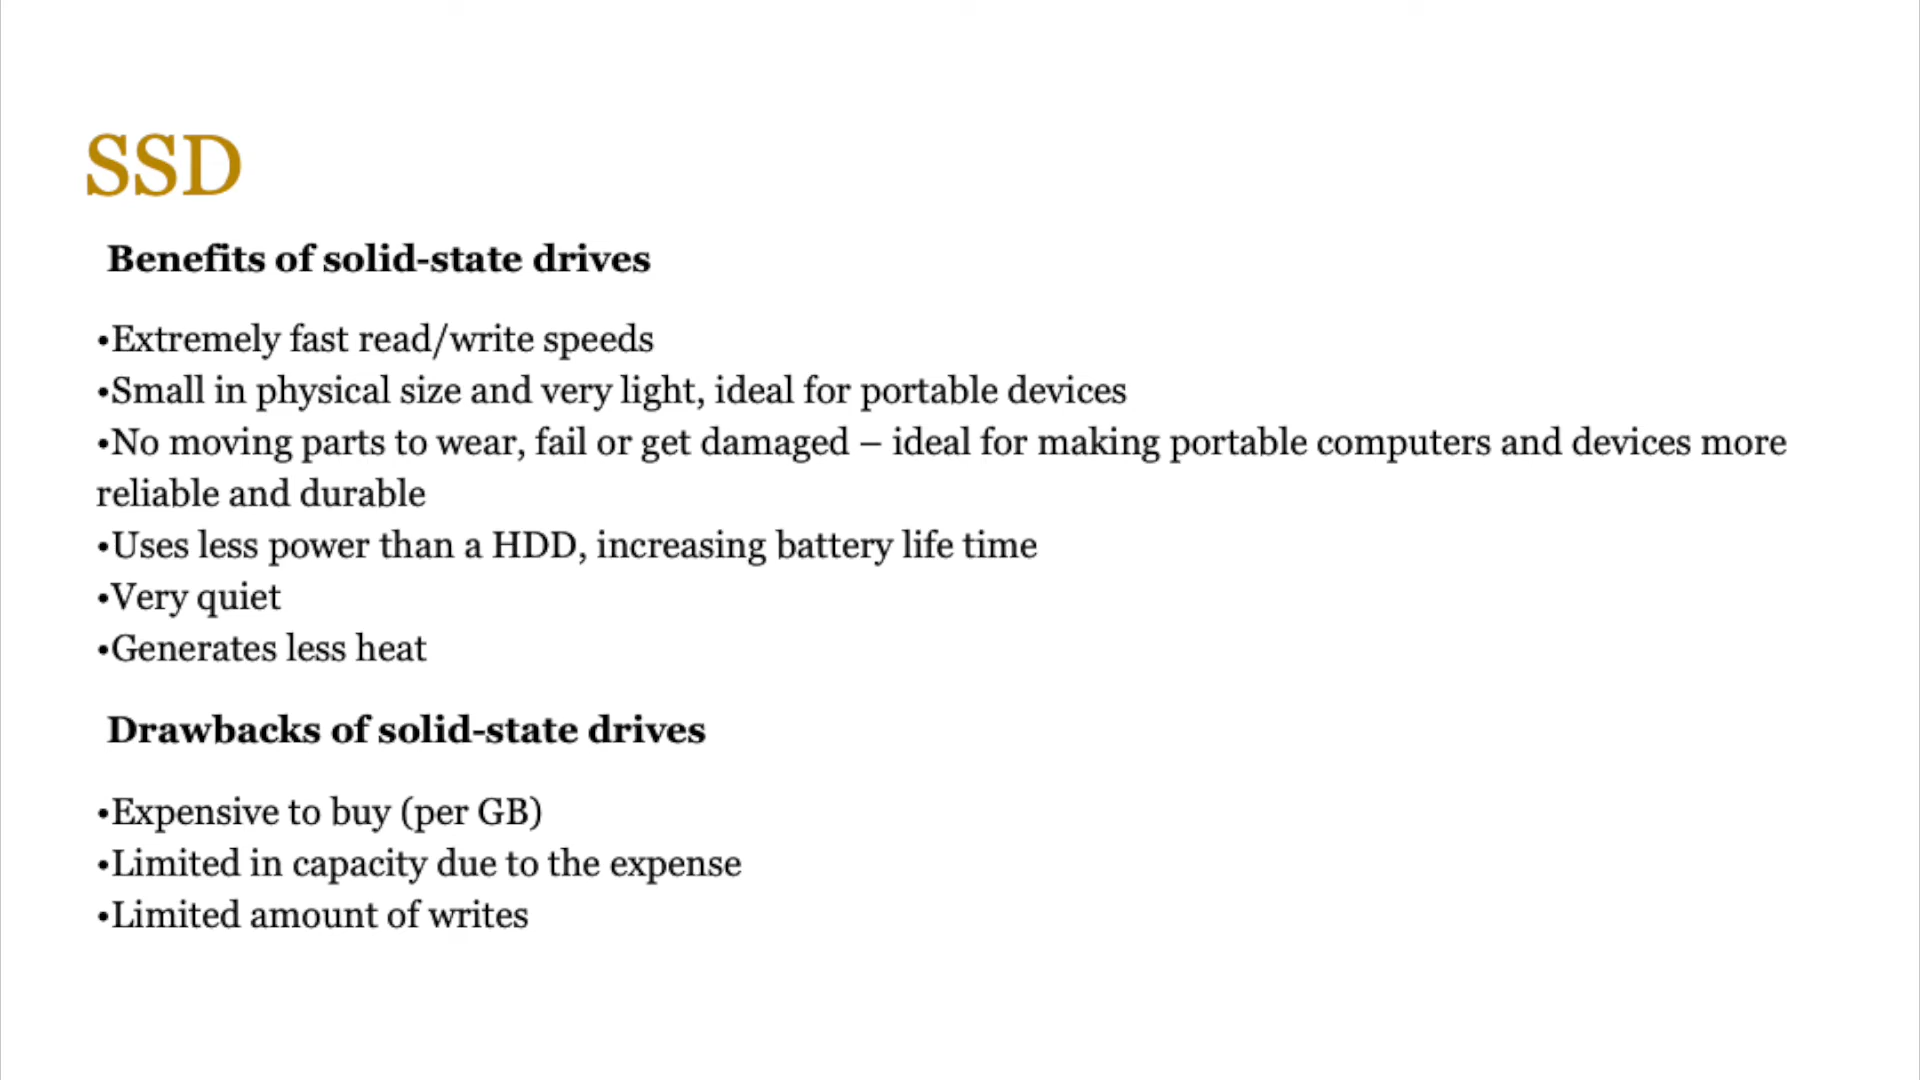 SSD
Benefits of solid-state drives
•Extremely fast read/write speeds
•Small in physical size and very light, ideal for portable devices
•No moving parts to wear, fail or get damaged – ideal for making portable computers and devices more
reliable and durable
•Uses less power than a HDD, increasing battery life time
•Very quiet
•Generates less heat
Drawbacks of solid-state drives
•Expensive to buy (per GB)
•Limited in capacity due to the expense
•Limited amount of writes